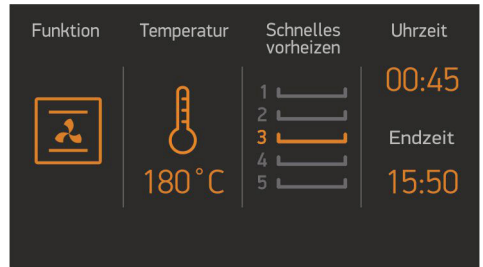 Funktion
Temperatur
180°C
Schnelles
vorheizen
1
2
3
4
5
Uhrzeit
00:45
Endzeit
15:50